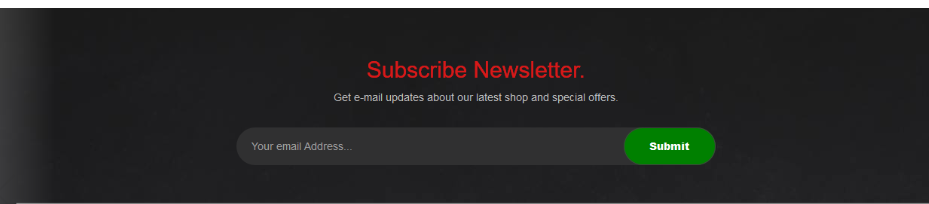 Subscribe Newsletter.
Get e-mail updates about our latest shop and special offers.
Your email Address...
Submit